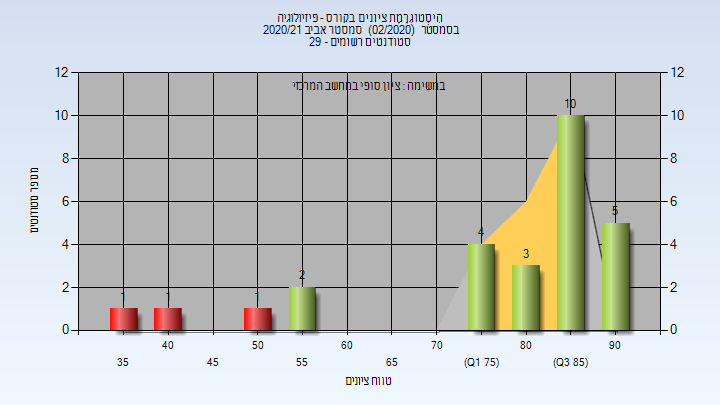 היסטוגרמת ציונים בקורס - פיזיולוגיה
בסמסטר (02/2020) סמסטר אביב 2020/21
סטודנטים רשומים - 29
במשימה : ציון סופי במחשב המרכזי
12 12
10 10
8 8
6 6
4 4
2 2
0 0
מספר סטודנטים
1 1 1 2 4 3 10 5
35 40 45 50 55 60 65 70 (Q1 75) 80 (Q3 85) 90
טווח ציונים